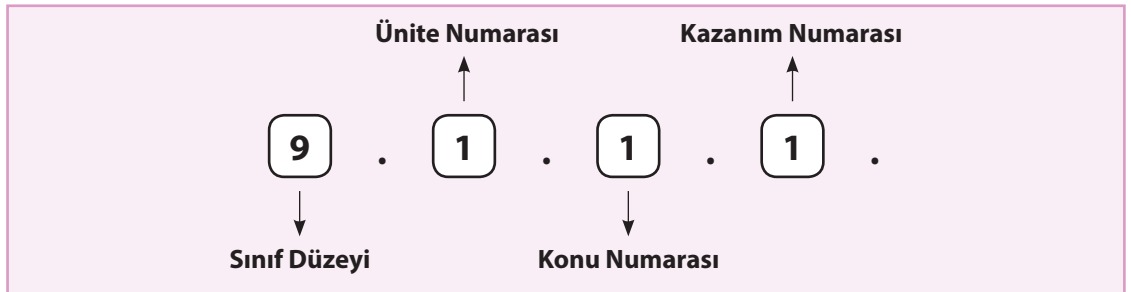 Ünite Numarası Kazanım Numarası
9 . 1 . 1 . 1 .
Sınıf Düzeyi Konu Numarası